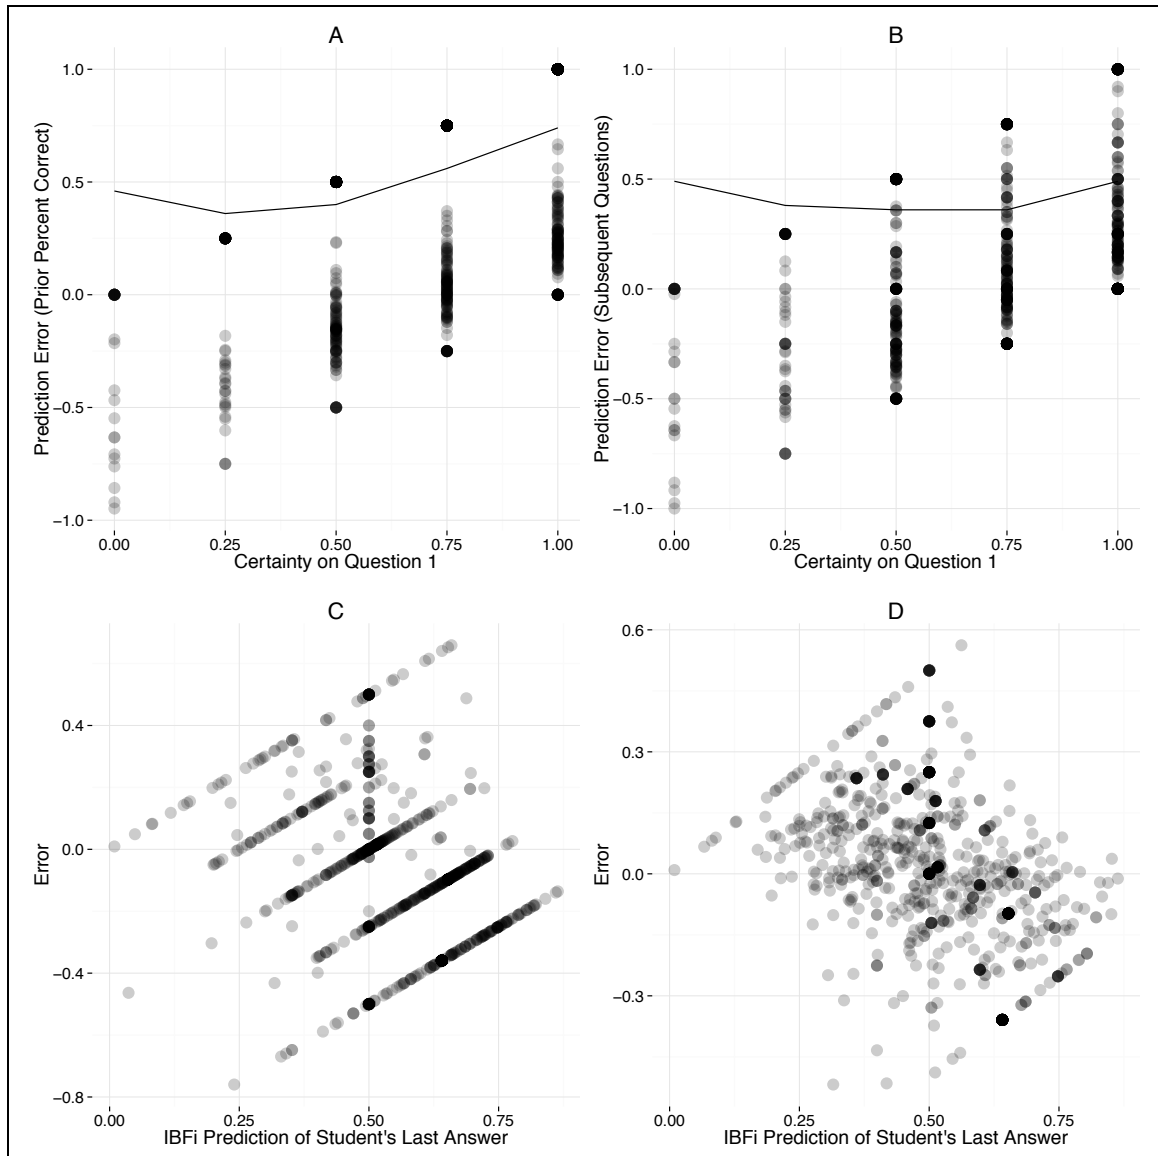 A
Prediction Error (Prior Percent Correct)
1.0
0.5
0.0
−0.5
−1.0
0.00 0.25 0.50 0.75 1.00
Certainty on Question 1
B
Prediction Error (Subsequent Questions)
1.0
0.5
0.0
−0.5
−1.0
0.00 0.25 0.50 0.75 1.00
Certainty on Question 1
C
Error
0.4
0.0
−0.4
−0.8
0.00 0.25 0.50 0.75
IBFi Prediction of Student's Last Answer
D
Error
0.6
0.3
0.0
−0.3
0.00 0.25 0.50 0.75
IBFi Prediction of Student's Last Answer